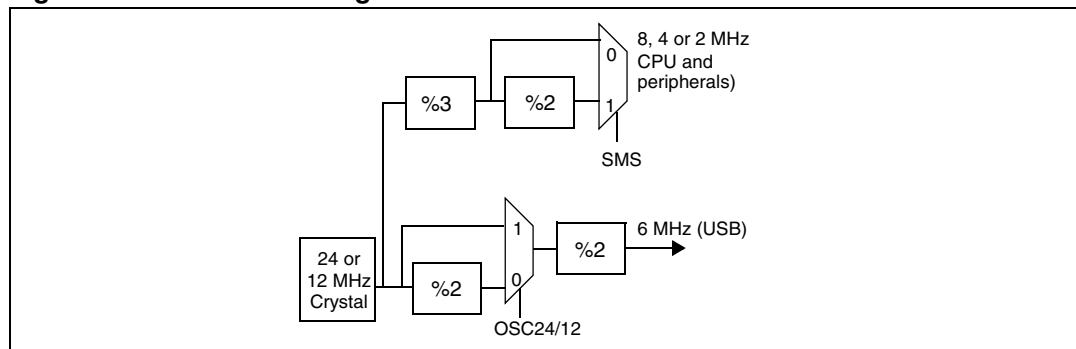 8, 4 or 2 MHz
CPU and
peripherals)
0
1
%3
%2
SMS
24 or
12 MHz
Crystal
%2
1
0
OSC24/12
%2
6 MHz (USB)